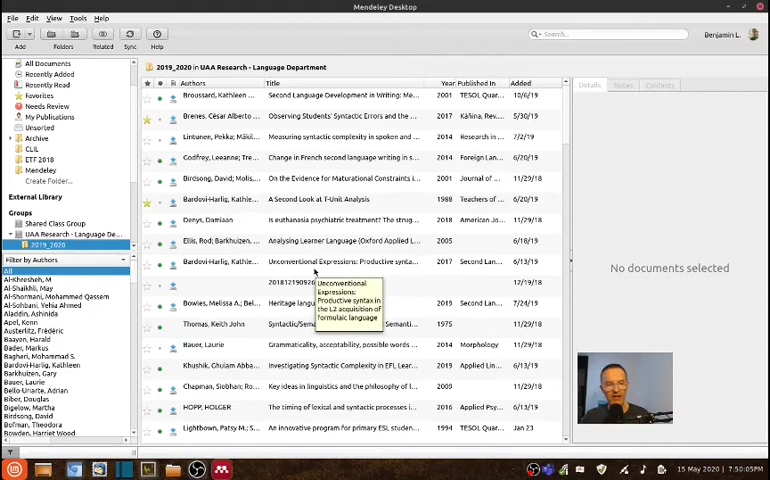 Mendeley Desktop
File Edit View Tools Help
Add Folders Related Sync Help
Search...
Benjamin L.
All Documents
Recently Added
Recently Read
Favorites
Needs Review
My Publications
Unsorted
Archive
CLIL
ETF 2018
Mendeley
Create Folder...
External Library
Groups
Shared Class Group
UAA Research - Language De...
2019_2020
Filter by Authors
All
Al-Khresheh, M
Al-Shaikhli, May
Al-Shormani, Mohammed Qasem
Al-Sohbani, Yehia Ahmed
Aladdin, Ashinida
Apel, Kenn
Austerlitz, Frédéric
Baayen, Harald
Bader, Markus
Bagheri, Mohammad S.
Bardovi-Harlig, Kathleen
Barkhuizen, Gary
Bauer, Laurie
Bello-Uriarte, Adrian
Biber, Douglas
Bigelow, Martha
Birdsong, David
Bofman, Theodora
Bowden, Harriet Wood
2019_2020 in UAA Research - Language Department
Authors Title Year Published In Added
Broussard, Kathleen ... Second Language Development in Writing: Me... 2001 TESOL Quar... 10/6/19
Brenes, César Alberto ... Observing Students' Syntactic Errors and the ... 2017 Káñina, Rev... 5/30/19
Lintunen, Pekka; Mäkil... Measuring syntactic complexity in spoken and ... 2014 Research in ... 7/2/19
Godfrey, Leeanne; Tre... Change in French second language writing in s... 2014 Foreign Lan... 6/20/19
Birdsong, David; Molis,... On the Evidence for Maturational Constraints i... 2001 Journal of ... 11/29/18
Bardovi-Harlig, Kathle... A Second Look at T-Unit Analysis 1988 Teachers of ... 6/20/19
Denys, Damiaan Is euthanasia psychiatric treatment? The strug... 2018 American Jo... 11/29/18
Ellis, Rod; Barkhuizen, ... Analysing Learner Language (Oxford Applied L... 2005 6/18/19
Bardovi-Harlig, Kathle... Unconventional Expressions: Productive synta... 2017 Second Lan... 6/13/19
2018121909262 12/19/18
Unconventional
Expressions:
Productive syntax in
the L2 acquisition of
formulaic language
Bowles, Melissa A.; Bel... Heritage langu 2019 Second Lan... 7/24/19
Thomas, Keith John Syntactic/Sema Semanti... 1975 11/29/18
Bauer, Laurie Grammaticality, acceptability, possible words ... 2014 Morphology 11/29/18
Khushik, Ghulam Abba... Investigating Syntactic Complexity in EFL Lear... 2019 Applied Lin... 6/13/19
Chapman, Siobhan; Ro... Key ideas in linguistics and the philosophy of l... 2009 11/29/18
HOPP, HOLGER The timing of lexical and syntactic processes i... 2016 Applied Psy... 6/13/19
Lightbown, Patsy M.; S... An innovative program for primary ESL studen... 1994 TESOL Quar... Jan 23
Details Notes Contents
No documents selected
15 May 2020 | 7:50:05PM